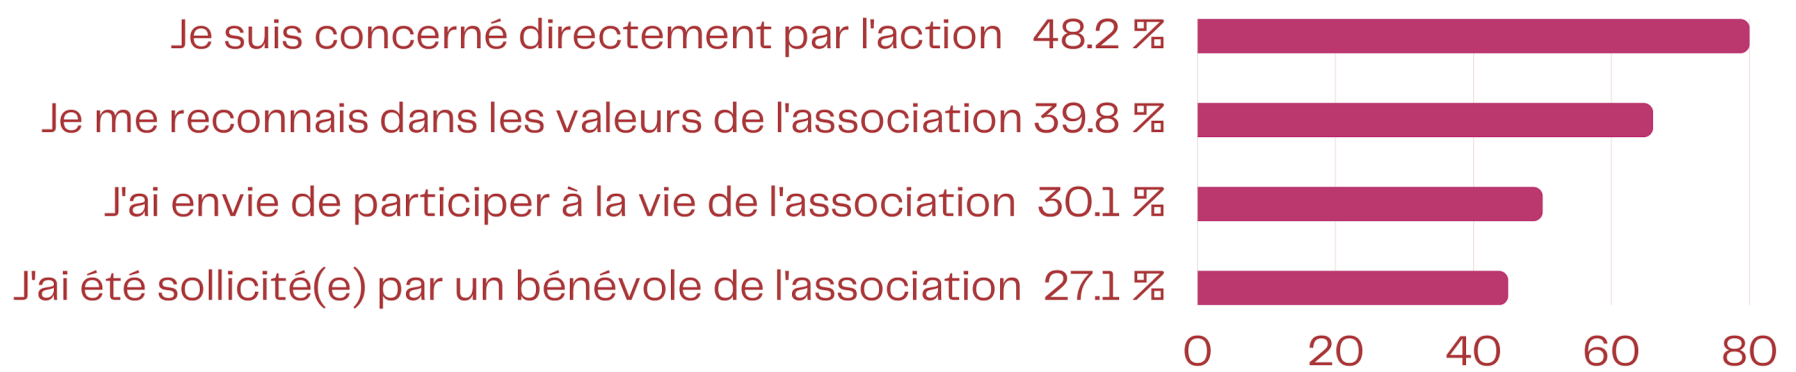 Je suis concerné directement par l'action 48.2 %
Je me reconnais dans les valeurs de l'association 39.8 %
J'ai envie de participer à la vie de l'association 30.1 %
J'ai été sollicité(e) par un bénévole de l'association 27.1 %
0 20 40 60 80